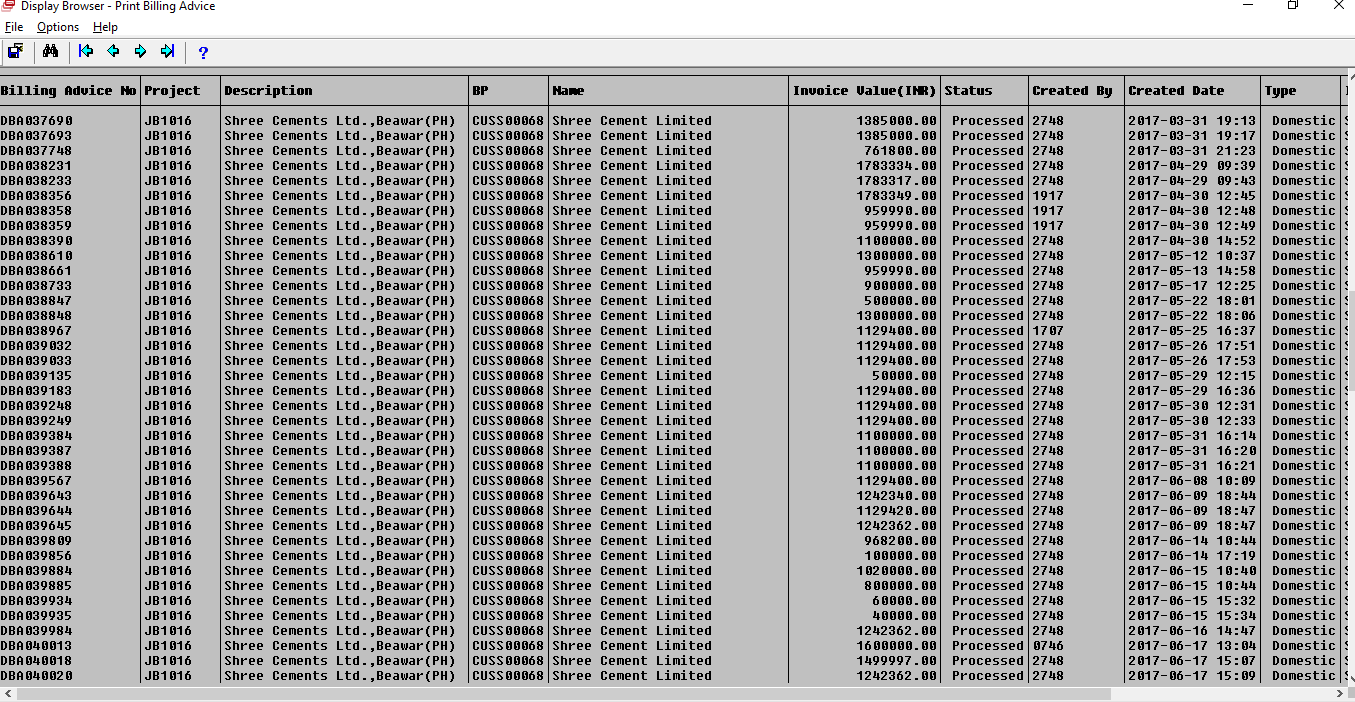 Display Browser - Print Billing Advice
File Options Help
Billing Advice No Project Description BP Name Invoice Value(INR) Status Created By Created Date Type
DBA037690 JB1016 Shree Cements Ltd.,Beawar(PH) CUSS00068 Shree Cement Limited 1385000.00 Processed 2748 2017-03-31 19:13 Domestic S
DBA037693 JB1016 Shree Cements Ltd.,Beawar(PH) CUSS00068 Shree Cement Limited 1385000.00 Processed 2748 2017-03-31 19:17 Domestic S
DBA037748 JB1016 Shree Cements Ltd.,Beawar(PH) CUSS00068 Shree Cement Limited 761800.00 Processed 2748 2017-03-31 21:23 Domestic S
DBA038231 JB1016 Shree Cements Ltd.,Beawar(PH) CUSS00068 Shree Cement Limited 1783334.00 Processed 2748 2017-04-29 09:39 Domestic S
DBA038233 JB1016 Shree Cements Ltd.,Beawar(PH) CUSS00068 Shree Cement Limited 1783317.00 Processed 2748 2017-04-29 09:43 Domestic S
DBA038356 JB1016 Shree Cements Ltd.,Beawar(PH) CUSS00068 Shree Cement Limited 1783349.00 Processed 1917 2017-04-30 12:45 Domestic S
DBA038358 JB1016 Shree Cements Ltd.,Beawar(PH) CUSS00068 Shree Cement Limited 959990.00 Processed 1917 2017-04-30 12:48 Domestic S
DBA038359 JB1016 Shree Cements Ltd.,Beawar(PH) CUSS00068 Shree Cement Limited 959990.00 Processed 1917 2017-04-30 12:49 Domestic S
DBA038390 JB1016 Shree Cements Ltd.,Beawar(PH) CUSS00068 Shree Cement Limited 1100000.00 Processed 2748 2017-04-30 14:52 Domestic S
DBA038610 JB1016 Shree Cements Ltd.,Beawar(PH) CUSS00068 Shree Cement Limited 1300000.00 Processed 2748 2017-05-12 10:37 Domestic S
DBA038661 JB1016 Shree Cements Ltd.,Beawar(PH) CUSS00068 Shree Cement Limited 959990.00 Processed 2748 2017-05-13 14:58 Domestic S
DBA038733 JB1016 Shree Cements Ltd.,Beawar(PH) CUSS00068 Shree Cement Limited 900000.00 Processed 2748 2017-05-17 12:25 Domestic S
DBA038847 JB1016 Shree Cements Ltd.,Beawar(PH) CUSS00068 Shree Cement Limited 500000.00 Processed 2748 2017-05-22 18:01 Domestic S
DBA038848 JB1016 Shree Cements Ltd.,Beawar(PH) CUSS00068 Shree Cement Limited 1300000.00 Processed 2748 2017-05-22 18:06 Domestic S
DBA038967 JB1016 Shree Cements Ltd.,Beawar(PH) CUSS00068 Shree Cement Limited 1129400.00 Processed 1707 2017-05-25 16:37 Domestic S
DBA039032 JB1016 Shree Cements Ltd.,Beawar(PH) CUSS00068 Shree Cement Limited 1129400.00 Processed 2748 2017-05-26 17:51 Domestic S
DBA039033 JB1016 Shree Cements Ltd.,Beawar(PH) CUSS00068 Shree Cement Limited 1129400.00 Processed 2748 2017-05-26 17:53 Domestic S
DBA039135 JB1016 Shree Cements Ltd.,Beawar(PH) CUSS00068 Shree Cement Limited 50000.00 Processed 2748 2017-05-29 12:15 Domestic S
DBA039183 JB1016 Shree Cements Ltd.,Beawar(PH) CUSS00068 Shree Cement Limited 1129400.00 Processed 2748 2017-05-29 16:36 Domestic S
DBA039248 JB1016 Shree Cements Ltd.,Beawar(PH) CUSS00068 Shree Cement Limited 1129400.00 Processed 2748 2017-05-30 12:31 Domestic S
DBA039249 JB1016 Shree Cements Ltd.,Beawar(PH) CUSS00068 Shree Cement Limited 1129400.00 Processed 2748 2017-05-30 12:33 Domestic S
DBA039384 JB1016 Shree Cements Ltd.,Beawar(PH) CUSS00068 Shree Cement Limited 1100000.00 Processed 2748 2017-05-31 16:14 Domestic S
DBA039387 JB1016 Shree Cements Ltd.,Beawar(PH) CUSS00068 Shree Cement Limited 1100000.00 Processed 2748 2017-05-31 16:20 Domestic S
DBA039388 JB1016 Shree Cements Ltd.,Beawar(PH) CUSS00068 Shree Cement Limited 1100000.00 Processed 2748 2017-05-31 16:21 Domestic S
DBA039567 JB1016 Shree Cements Ltd.,Beawar(PH) CUSS00068 Shree Cement Limited 1129400.00 Processed 2748 2017-06-08 10:09 Domestic S
DBA039643 JB1016 Shree Cements Ltd.,Beawar(PH) CUSS00068 Shree Cement Limited 1242340.00 Processed 2748 2017-06-09 18:44 Domestic S
DBA039644 JB1016 Shree Cements Ltd.,Beawar(PH) CUSS00068 Shree Cement Limited 1129420.00 Processed 2748 2017-06-09 18:47 Domestic S
DBA039645 JB1016 Shree Cements Ltd.,Beawar(PH) CUSS00068 Shree Cement Limited 1242362.00 Processed 2748 2017-06-09 18:47 Domestic S
DBA039809 JB1016 Shree Cements Ltd.,Beawar(PH) CUSS00068 Shree Cement Limited 968200.00 Processed 2748 2017-06-14 10:44 Domestic S
DBA039856 JB1016 Shree Cements Ltd.,Beawar(PH) CUSS00068 Shree Cement Limited 100000.00 Processed 2748 2017-06-14 17:19 Domestic S
DBA039884 JB1016 Shree Cements Ltd.,Beawar(PH) CUSS00068 Shree Cement Limited 1020000.00 Processed 2748 2017-06-15 10:40 Domestic S
DBA039885 JB1016 Shree Cements Ltd.,Beawar(PH) CUSS00068 Shree Cement Limited 800000.00 Processed 2748 2017-06-15 10:44 Domestic S
DBA039934 JB1016 Shree Cements Ltd.,Beawar(PH) CUSS00068 Shree Cement Limited 60000.00 Processed 2748 2017-06-15 15:32 Domestic S
DBA039935 JB1016 Shree Cements Ltd.,Beawar(PH) CUSS00068 Shree Cement Limited 40000.00 Processed 2748 2017-06-15 15:34 Domestic S
DBA039984 JB1016 Shree Cements Ltd.,Beawar(PH) CUSS00068 Shree Cement Limited 1242362.00 Processed 2748 2017-06-16 14:47 Domestic S
DBA040013 JB1016 Shree Cements Ltd.,Beawar(PH) CUSS00068 Shree Cement Limited 1600000.00 Processed 0746 2017-06-17 13:04 Domestic S
DBA040018 JB1016 Shree Cements Ltd.,Beawar(PH) CUSS00068 Shree Cement Limited 1499997.00 Processed 2748 2017-06-17 15:07 Domestic S
DBA040020 JB1016 Shree Cements Ltd.,Beawar(PH) CUSS00068 Shree Cement Limited 1242362.00 Processed 2748 2017-06-17 15:09 Domestic S